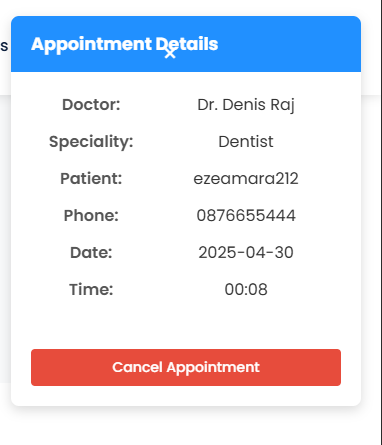 s
Appointment Details
×
Doctor: Dr. Denis Raj
Speciality: Dentist
Patient: ezeamara212
Phone: 0876655444
Date: 2025-04-30
Time: 00:08
Cancel Appointment